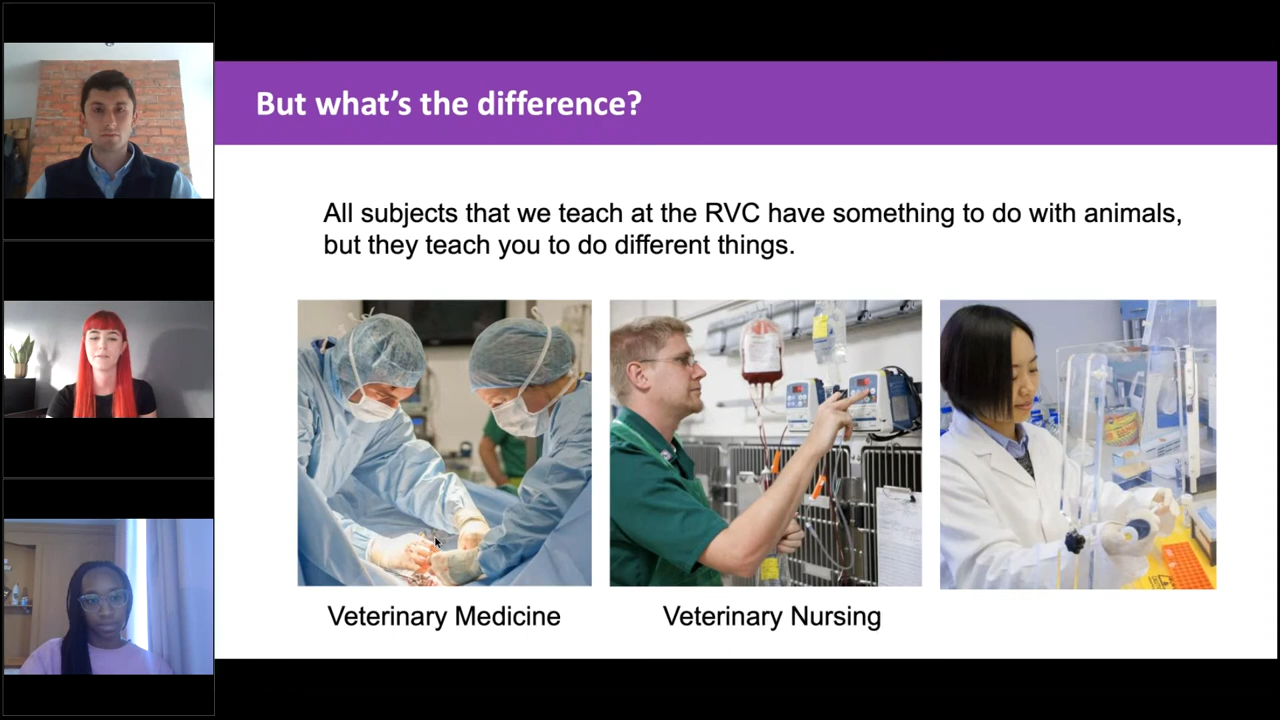 But what's the difference?
All subjects that we teach at the RVC have something to do with animals,
but they teach you to do different things.
Veterinary Medicine
Veterinary Nursing